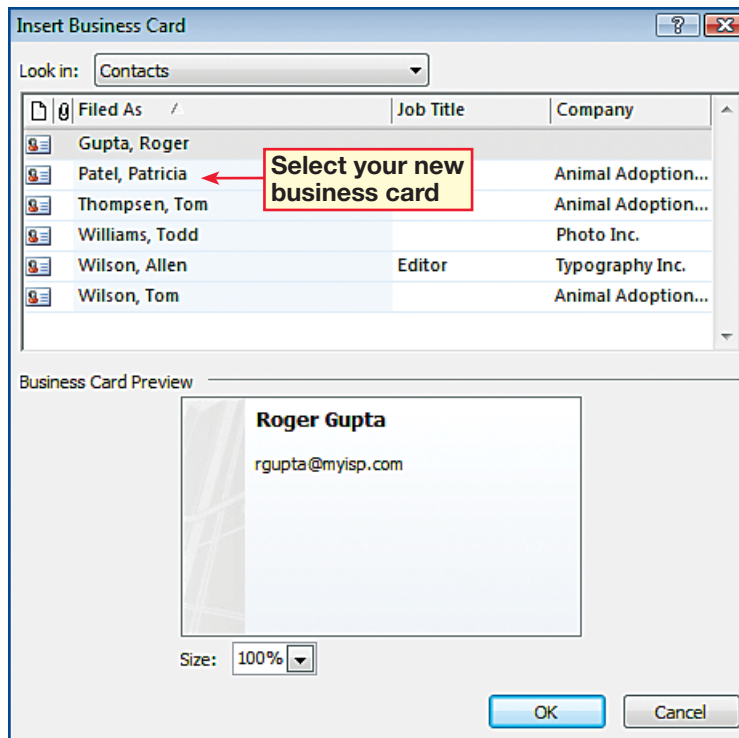 Insert Business Card
Look in: Contacts
Filed As Job Title Company
Gupta, Roger
Patel, Patricia Animal Adoption...
Select your new
business card
Thompsen, Tom Animal Adoption...
Williams, Todd Photo Inc.
Wilson, Allen Editor Typography Inc.
Wilson, Tom Animal Adoption...
Business Card Preview
Roger Gupta
rgupta@myisp.com
Size: 100%
OK Cancel